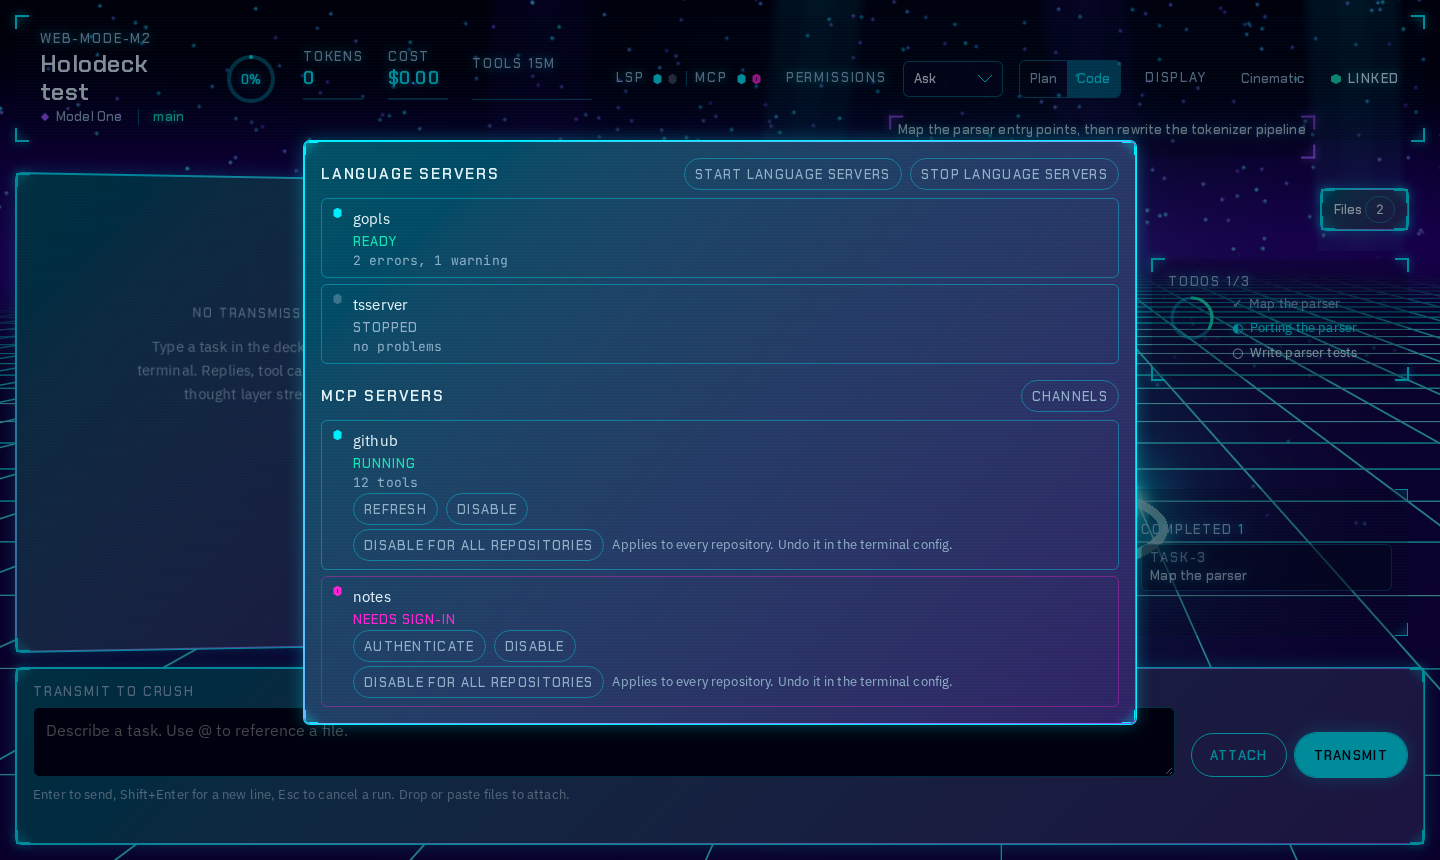 WEB-MODE-M2
Holodeck
test
Model One
main
0%
TOKENS
0
COST
$0.00
TOOLS 15M
LSP
MCP
PERMISSIONS
Ask
Plan
Code
DISPLAY
Cinematic
LINKED
Map the parser entry points, then rewrite the tokenizer pipeline
LANGUAGE SERVERS
START LANGUAGE SERVERS
STOP LANGUAGE SERVERS
gopls
READY
2 errors, 1 warning
tsserver
STOPPED
no problems
MCP SERVERS
CHANNELS
github
RUNNING
12 tools
REFRESH
DISABLE
DISABLE FOR ALL REPOSITORIES
Applies to every repository. Undo it in the terminal config.
notes
NEEDS SIGN-IN
AUTHENTICATE
DISABLE
DISABLE FOR ALL REPOSITORIES
Applies to every repository. Undo it in the terminal config.
Files 2
TODOS 1/3
✓ Map the parser
Porting the parser
Write parser tests
COMPLETED 1
TASK-3
Map the parser
NO TRANSMISS
Type a task in the deck
terminal. Replies, tool ca
thought layer stre
TRANSMIT TO CRUSH
Describe a task. Use @ to reference a file.
ATTACH
TRANSMIT
Enter to send, Shift+Enter for a new line, Esc to cancel a run. Drop or paste files to attach.